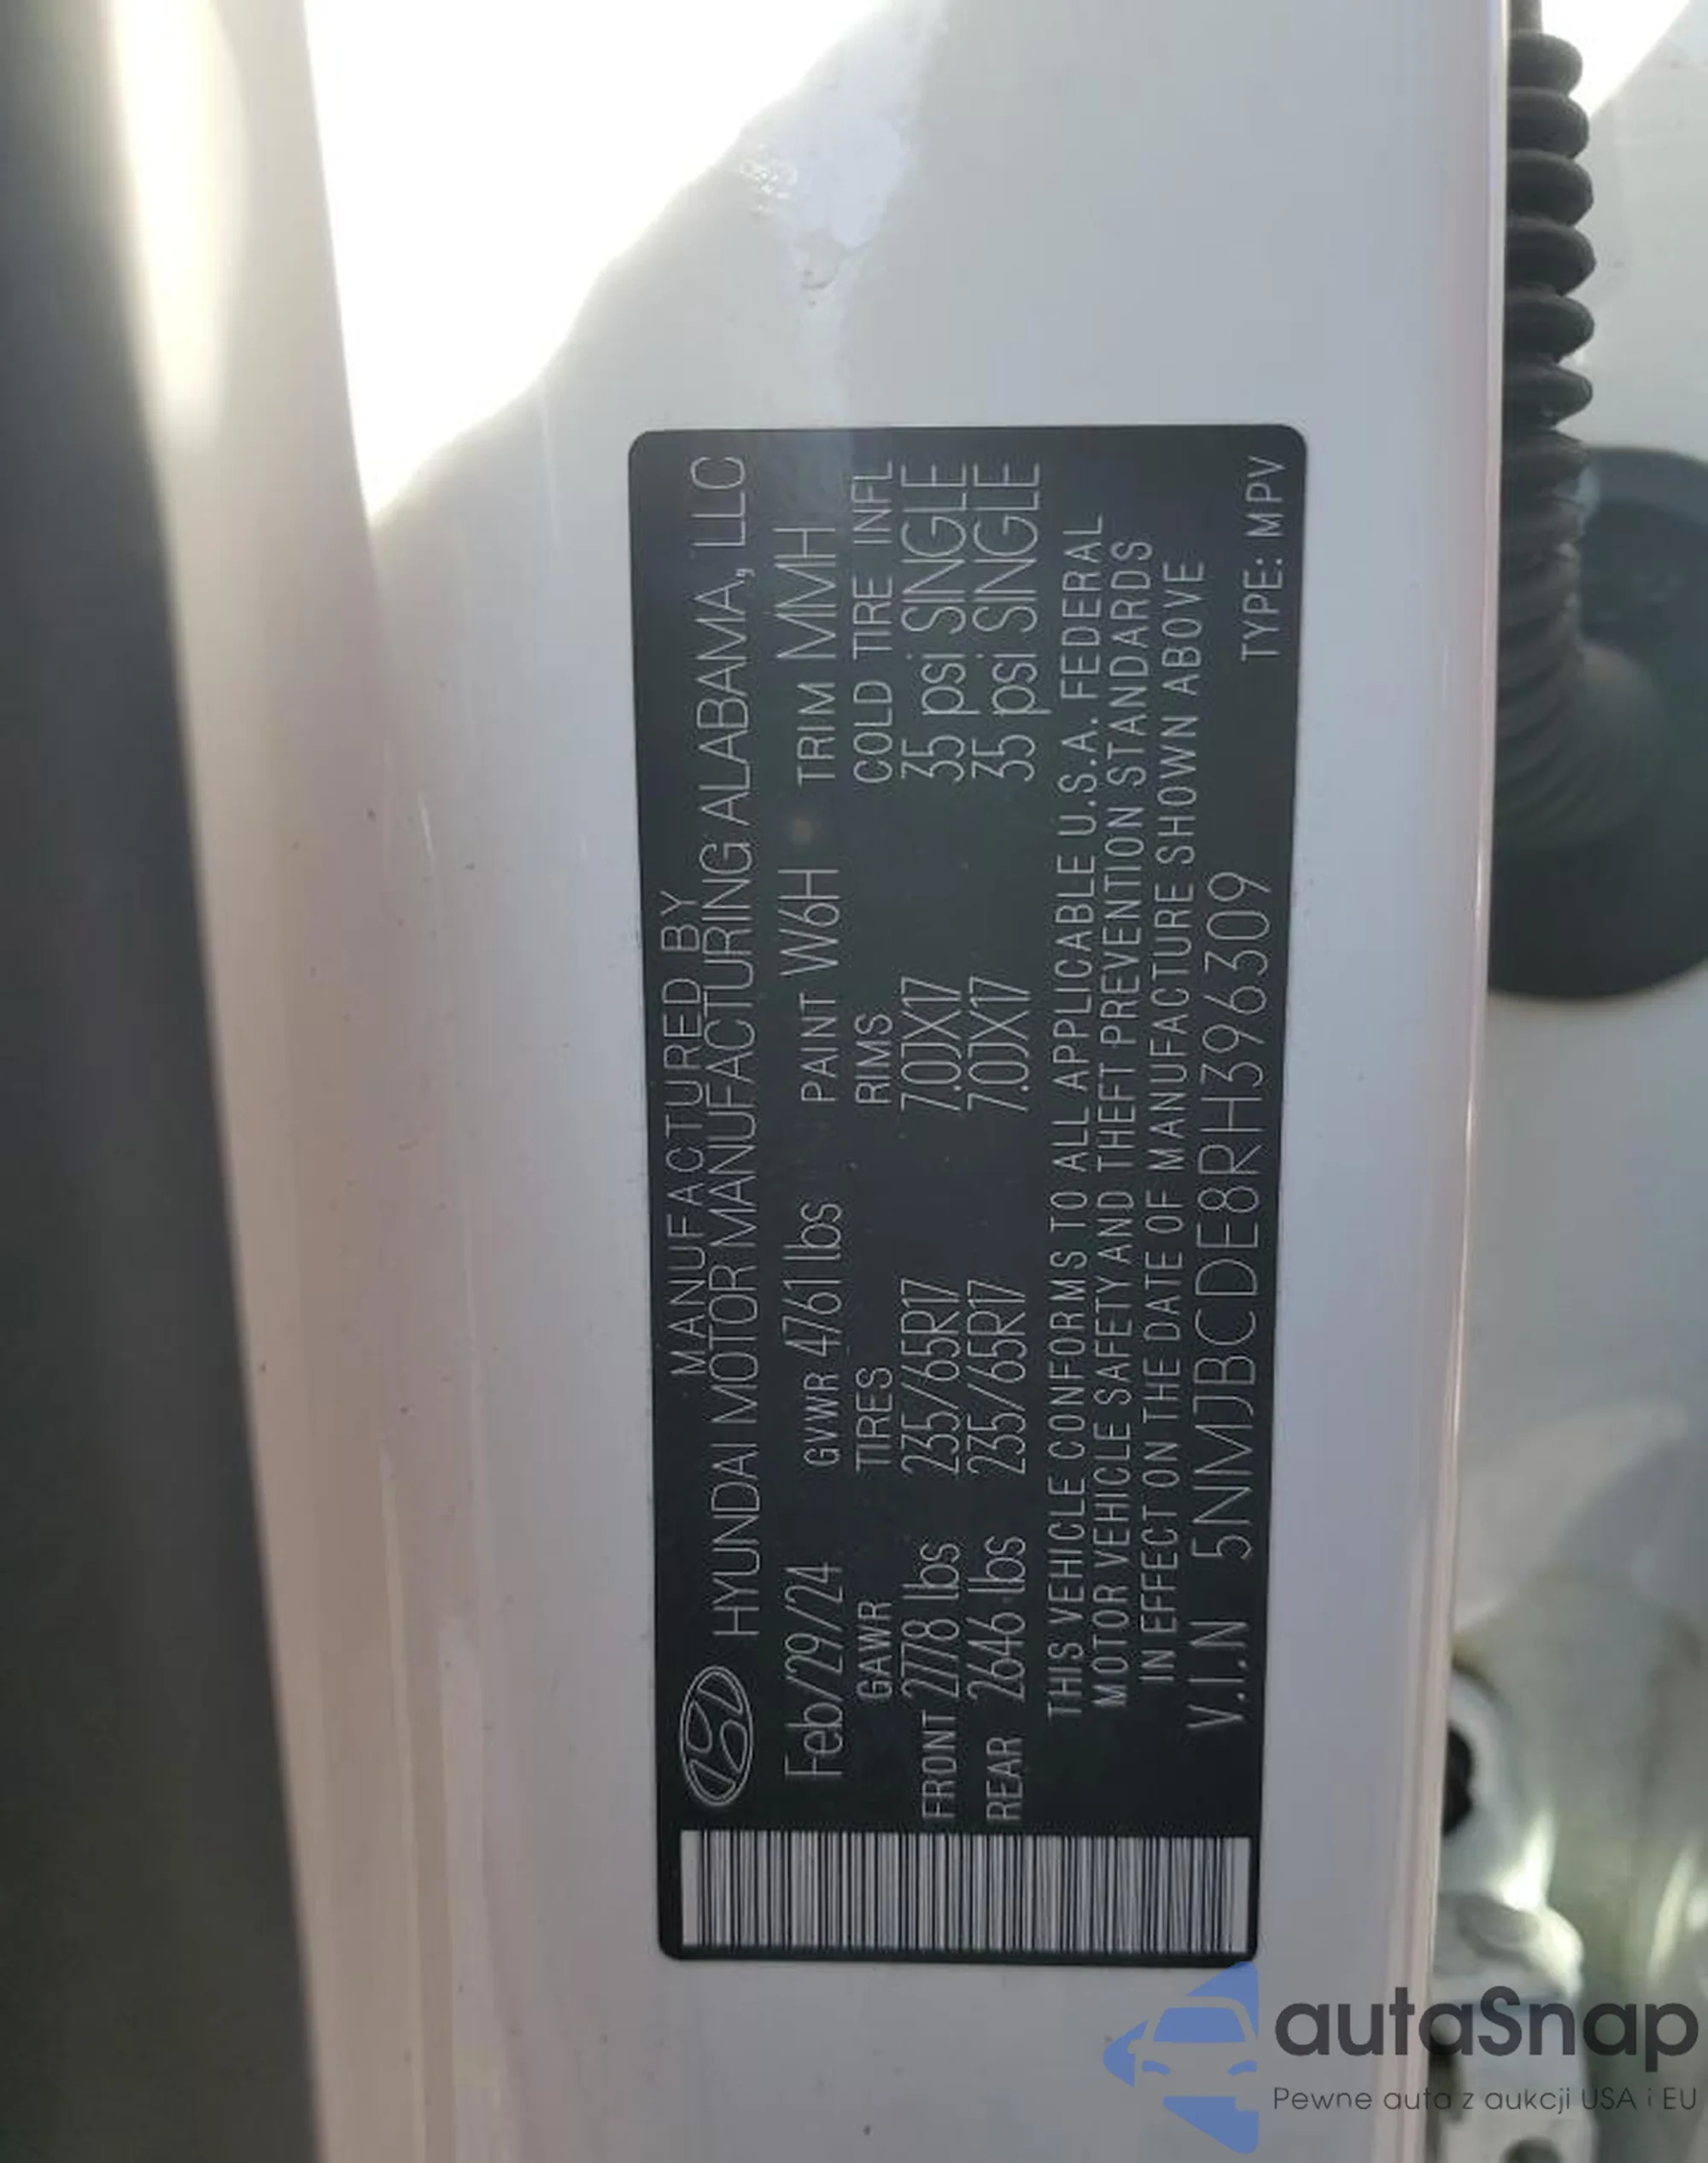 MANUFACTURED BY
HYUNDAI MOTOR MANUFACTURING ALABAMA, LLC
Feb/29/24 GVWR 4761 lbs PAINT W6H TRIM MMH
GAWR TIRES RIMS COLD TIRE INFL
FRONT 2778 lbs 235/65R17 7.0JX17 35 psi SINGLE
REAR 2646 lbs 235/65R17 7.0JX17 35 psi SINGLE
THIS VEHICLE CONFORMS TO ALL APPLICABLE U.S.A. FEDERAL
MOTOR VEHICLE SAFETY AND THEFT PREVENTION STANDARDS
IN EFFECT ON THE DATE OF MANUFACTURE SHOWN ABOVE
V.I.N 5NMJBCDE8RH396309 TYPE: MPV
autaSnap
Pewne auta z aukcji USA i EU